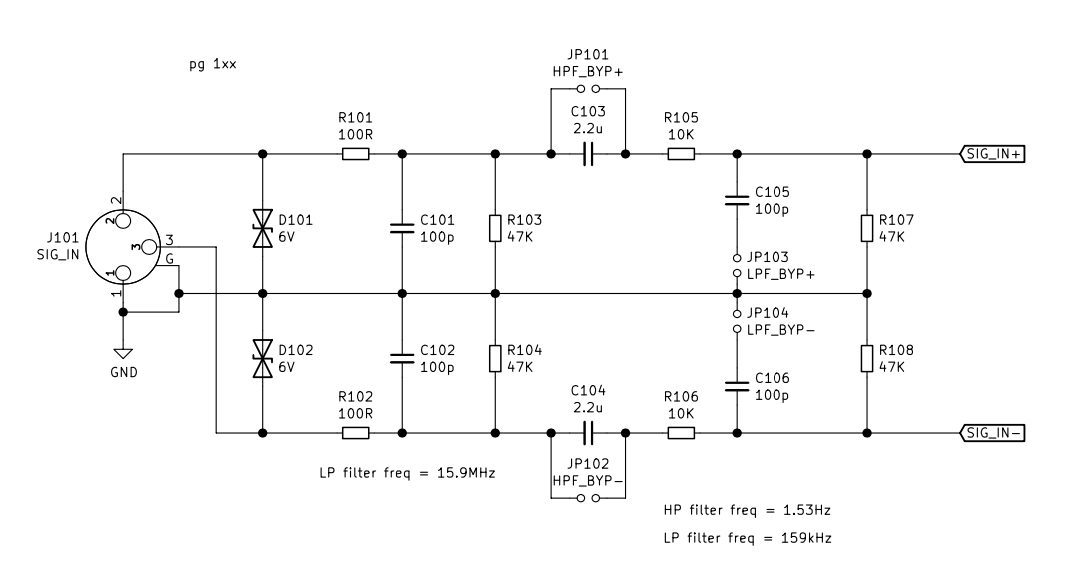 pg 1xx
JP101
HPF_BYP+
C103
2.2u
R101
100R
R105
10K
SIG_IN+
2
2
J101
SIG_IN
3
3
G
1
1
GND
D101
6V
C101
100p
R103
47K
C105
100p
R107
47K
JP103
LPF_BYP+
JP104
LPF_BYP-
D102
6V
C102
100p
R104
47K
C106
100p
R108
47K
R102
100R
C104
2.2u
R106
10K
SIG_IN-
JP102
HPF_BYP-
LP filter freq = 15.9MHz
HP filter freq = 1.53Hz
LP filter freq = 159kHz